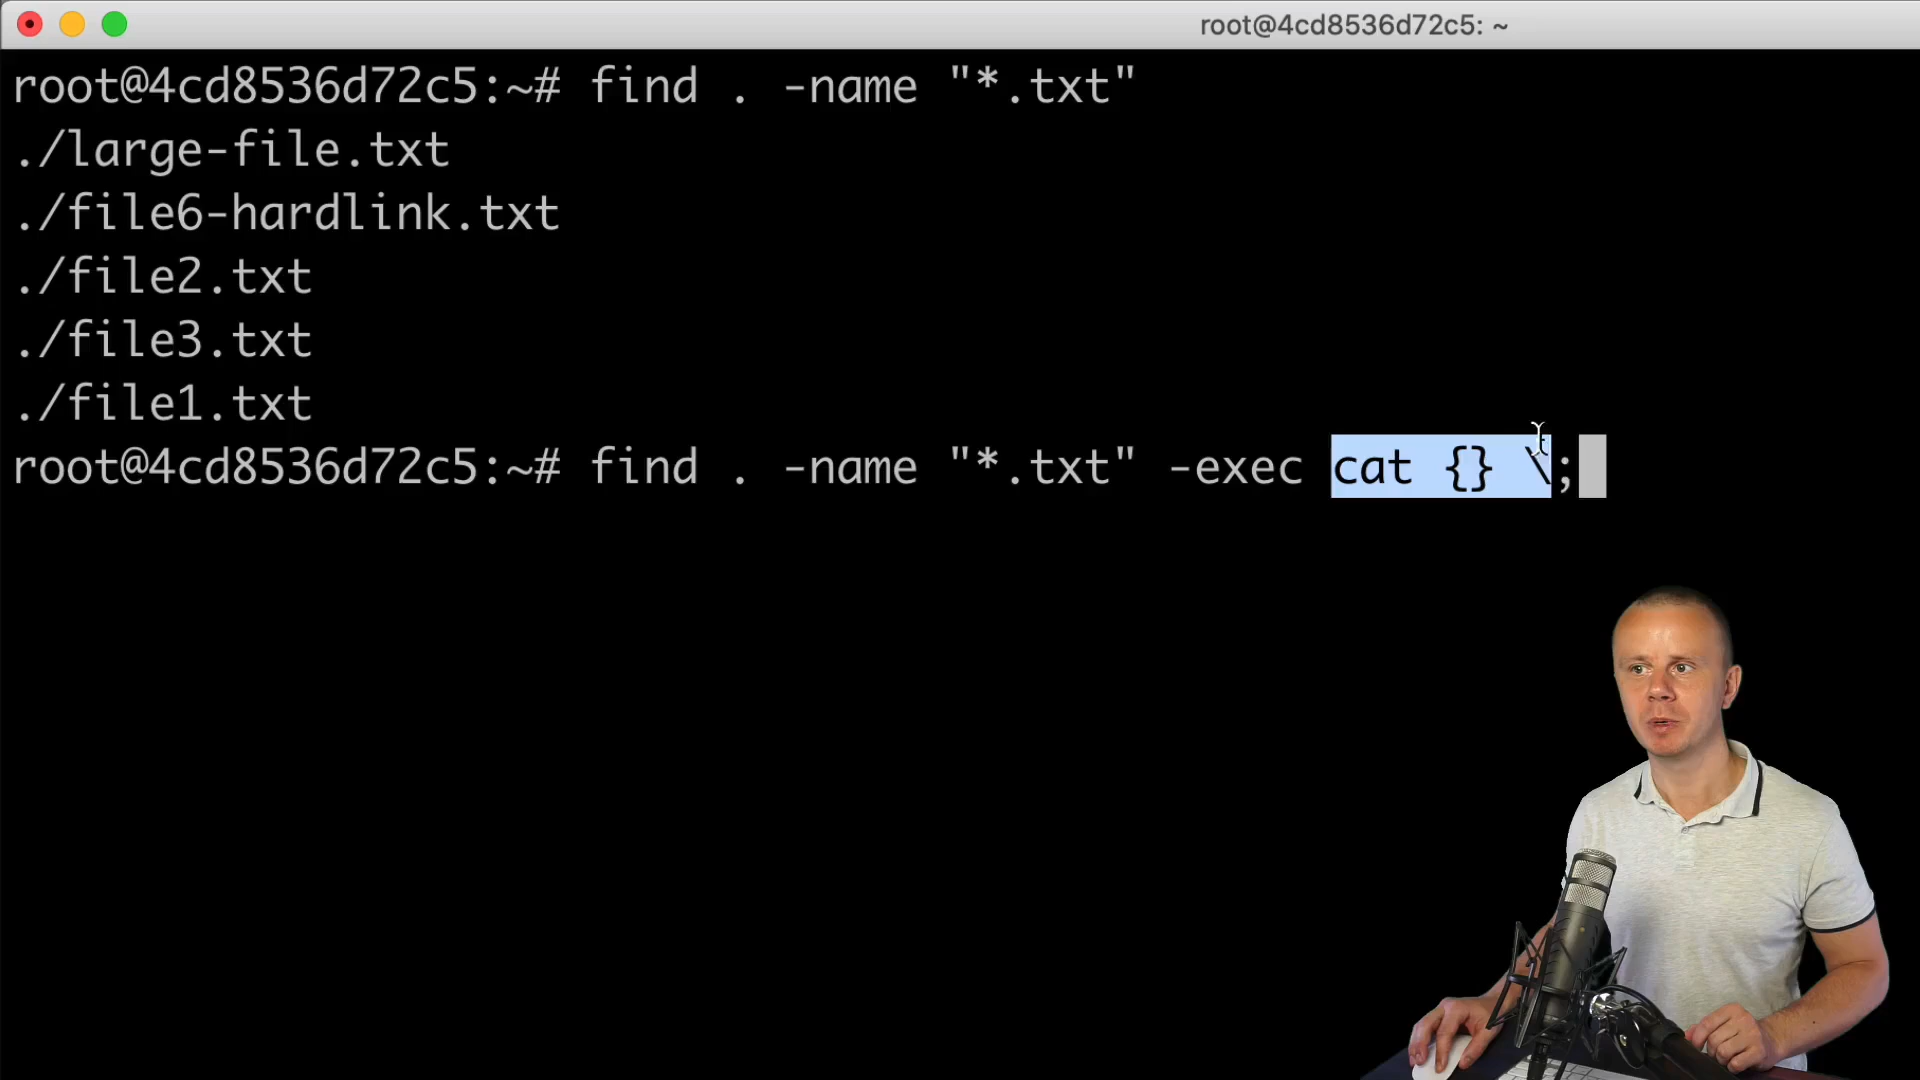 root@4cd8536d72c5: ~
root@4cd8536d72c5:~# find . -name "*.txt"
./large-file.txt
./file6-hardlink.txt
./file2.txt
./file3.txt
./file1.txt
root@4cd8536d72c5:~# find . -name "*.txt" -exec cat {} \;